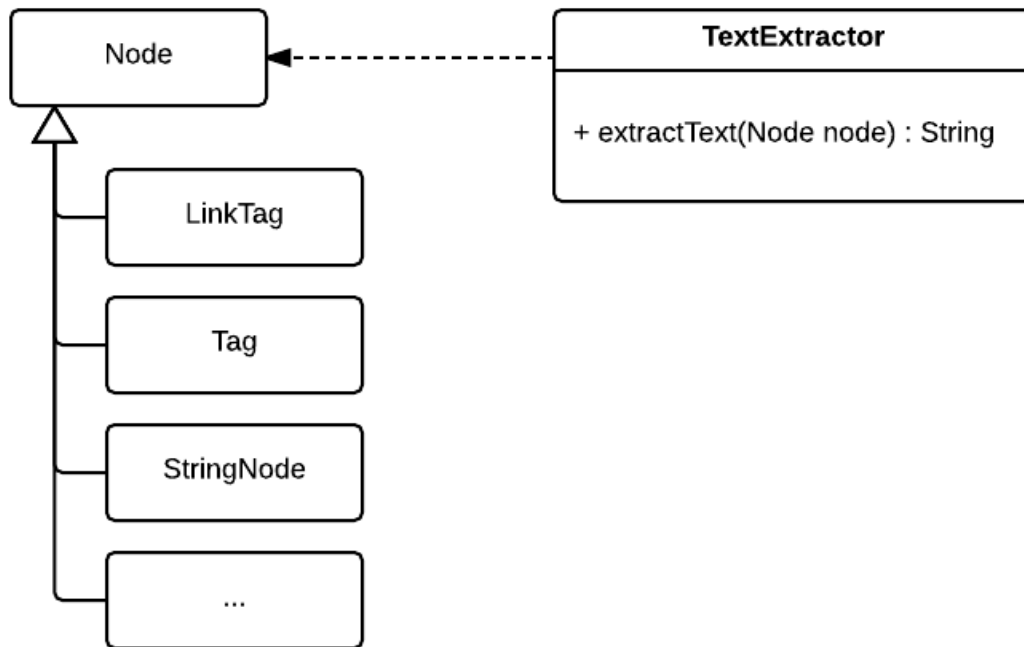 Node
TextExtractor
+ extractText(Node node) : String
LinkTag
Tag
StringNode
...